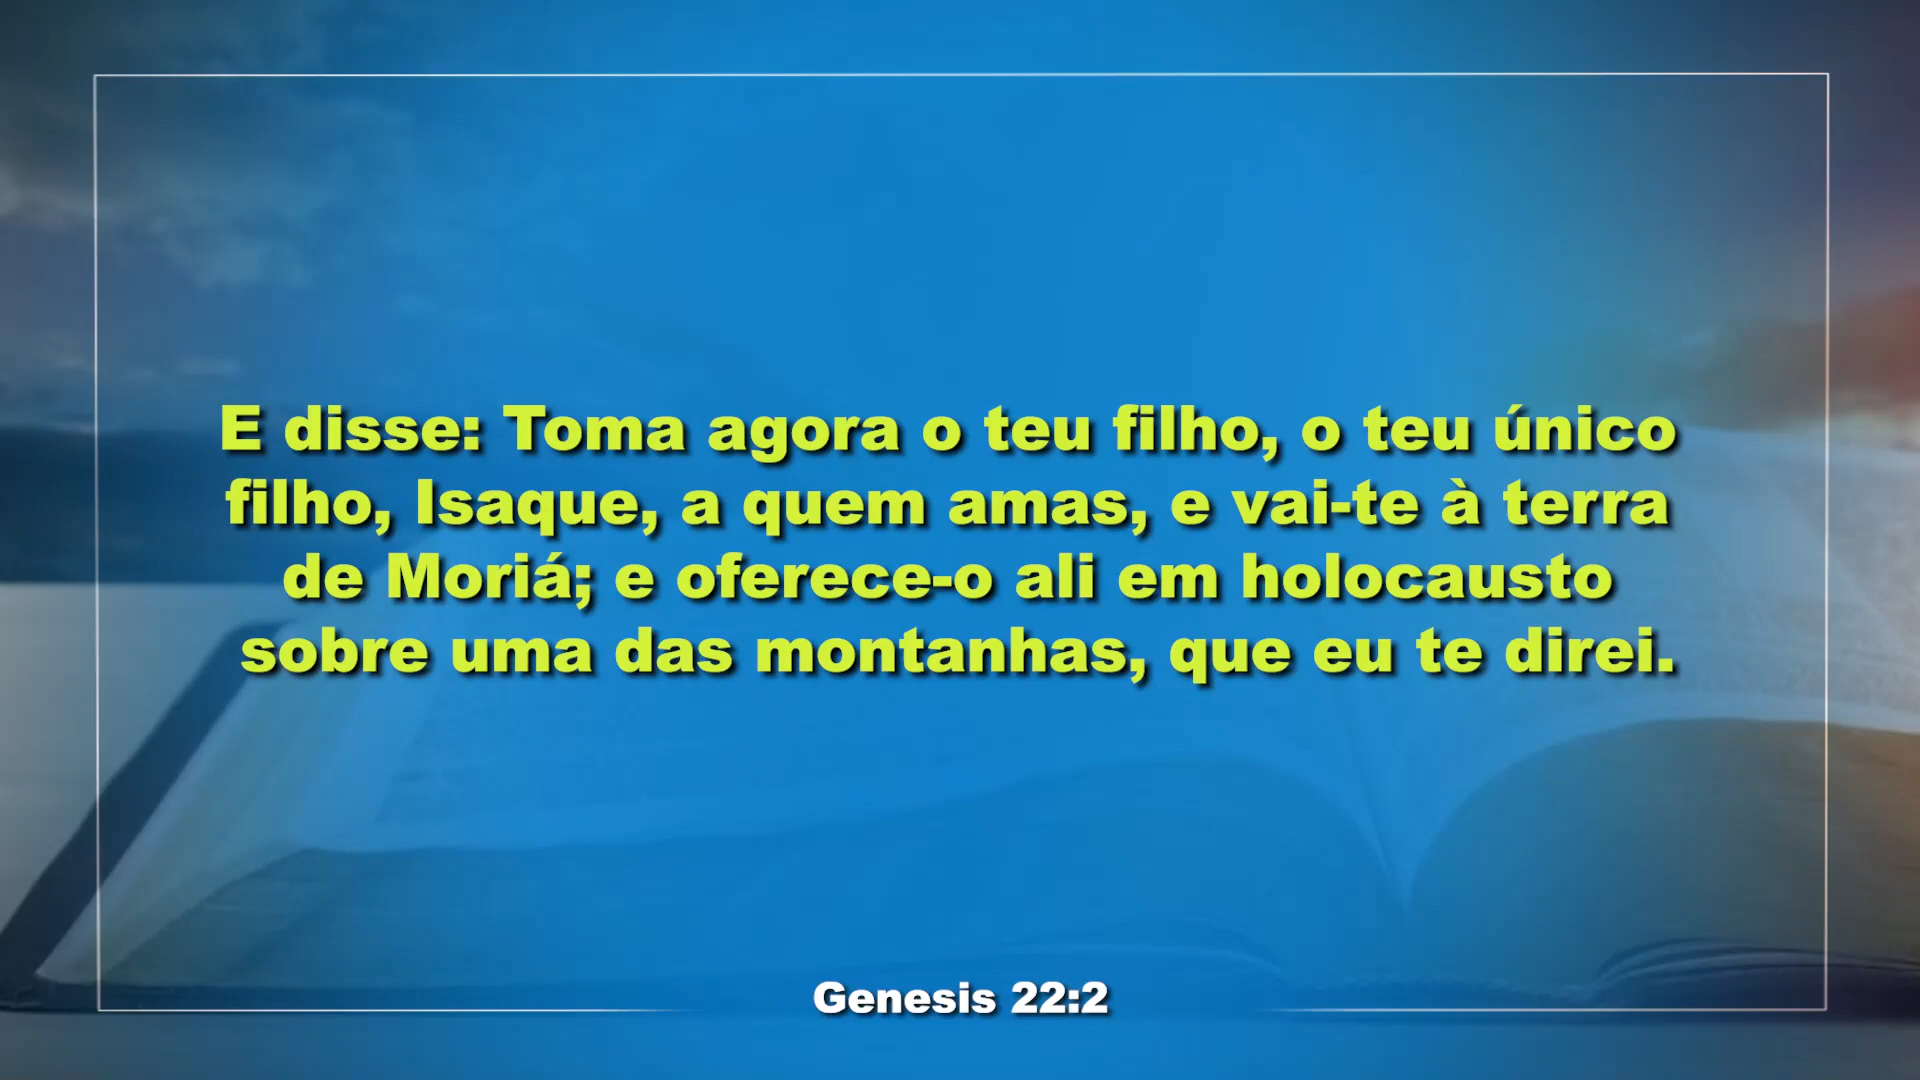 E disse: Toma agora o teu filho, o teu único
filho, Isaque, a quem amas, e vai-te à terra
de Moriá; e oferece-o ali em holocausto
sobre uma das montanhas, que eu te direi.
Genesis 22:2